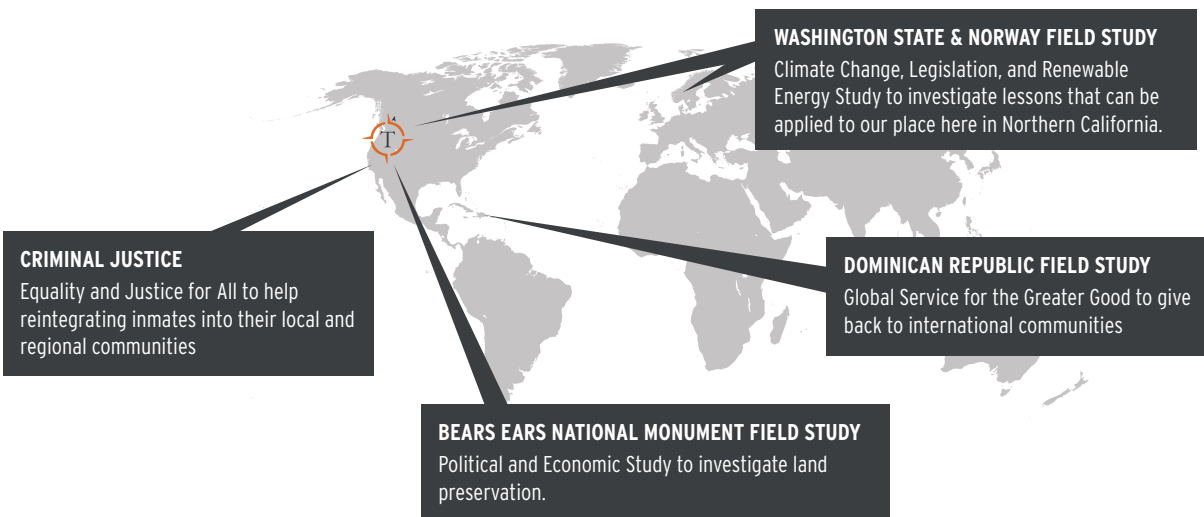 WASHINGTON STATE & NORWAY FIELD STUDY
Climate Change, Legislation, and Renewable
Energy Study to investigate lessons that can be
applied to our place here in Northern California.
T
CRIMINAL JUSTICE
Equality and Justice for All to help
reintegrating inmates into their local and
regional communities
DOMINICAN REPUBLIC FIELD STUDY
Global Service for the Greater Good to give
back to international communities
BEARS EARS NATIONAL MONUMENT FIELD STUDY
Political and Economic Study to investigate land
preservation.